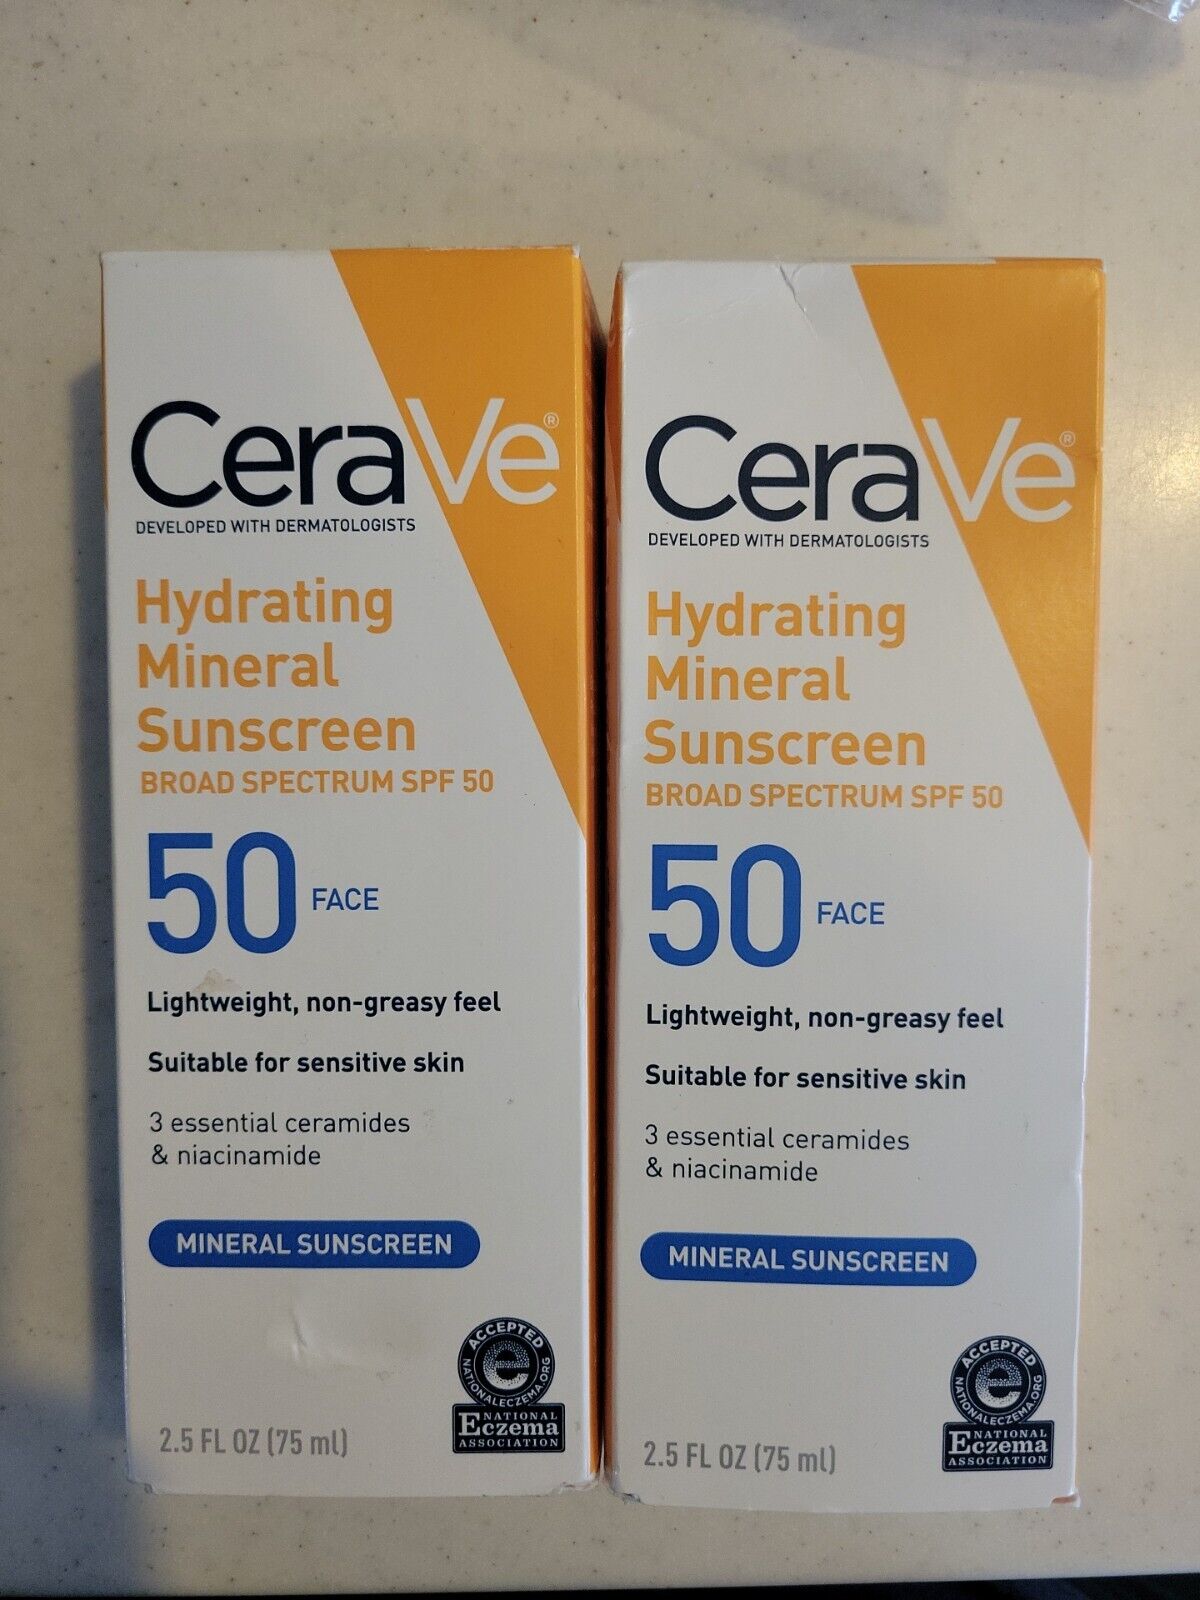 CeraVe®
DEVELOPED WITH DERMATOLOGISTS
Hydrating
Mineral
Sunscreen
BROAD SPECTRUM SPF 50
50 FACE
Lightweight, non-greasy feel
Suitable for sensitive skin
3 essential ceramides
& niacinamide
MINERAL SUNSCREEN
ACCEPTED
e
NATIONALECZEMA.ORG
NATIONAL
Eczema
ASSOCIATION
2.5 FL OZ (75 ml)
CeraVe®
DEVELOPED WITH DERMATOLOGISTS
Hydrating
Mineral
Sunscreen
BROAD SPECTRUM SPF 50
50 FACE
Lightweight, non-greasy feel
Suitable for sensitive skin
3 essential ceramides
& niacinamide
MINERAL SUNSCREEN
ACCEPTED
e
NATIONALECZEMA.ORG
NATIONAL
Eczema
ASSOCIATION
2.5 FL OZ (75 ml)